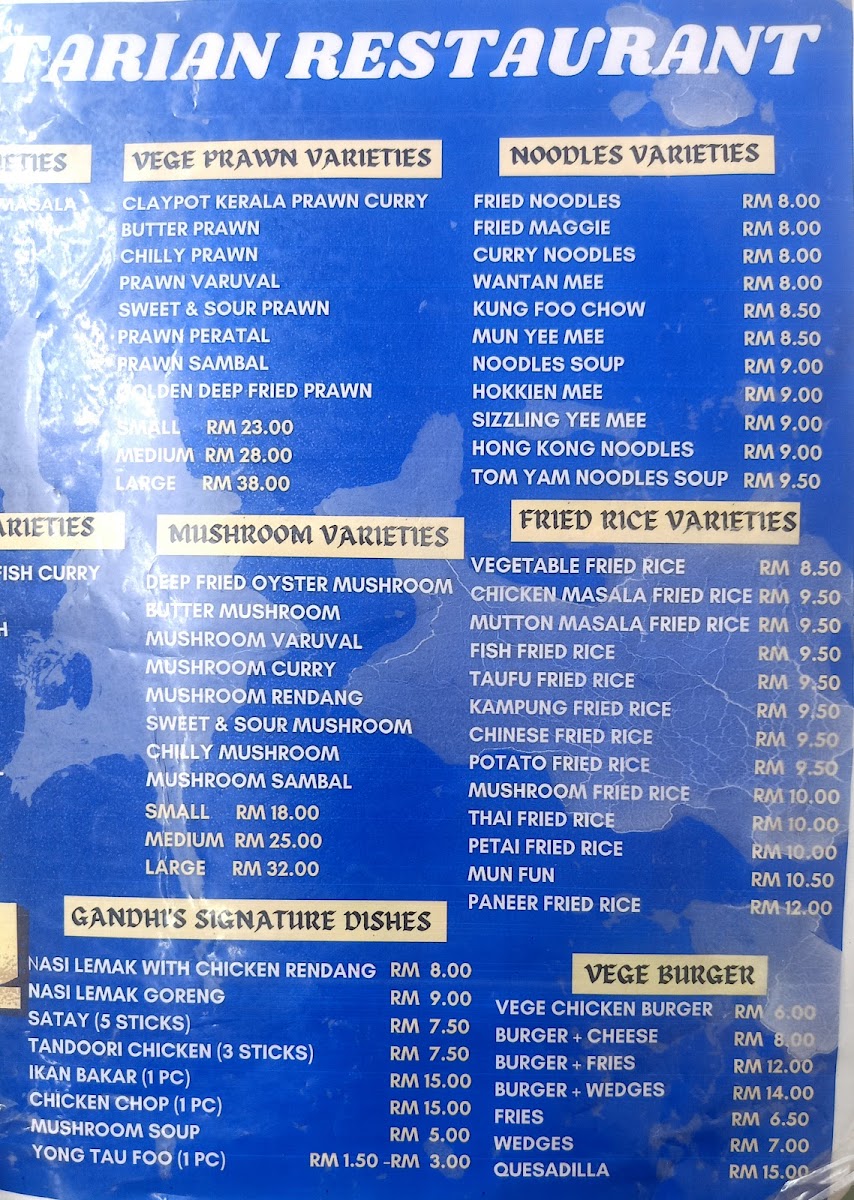 TARIAN RESTAURANT
ETIES
MASALA
VEGE PRAWN VARIETIES
CLAYPOT KERALA PRAWN CURRY
BUTTER PRAWN
CHILLY PRAWN
PRAWN VARUVAL
SWEET & SOUR PRAWN
PRAWN PERATAL
PRAWN SAMBAL
GOLDEN DEEP FRIED PRAWN
SMALL RM 23.00
MEDIUM RM 28.00
LARGE RM 38.00
NOODLES VARIETIES
FRIED NOODLES RM 8.00
FRIED MAGGIE RM 8.00
CURRY NOODLES RM 8.00
WANTAN MEE RM 8.00
KUNG FOO CHOW RM 8.50
MUN YEE MEE RM 8.50
NOODLES SOUP RM 9.00
HOKKIEN MEE RM 9.00
SIZZLING YEE MEE RM 9.00
HONG KONG NOODLES RM 9.00
TOM YAM NOODLES SOUP RM 9.50
ARIETIES
FISH CURRY
H
MUSHROOM VARIETIES
DEEP FRIED OYSTER MUSHROOM
BUTTER MUSHROOM
MUSHROOM VARUVAL
MUSHROOM CURRY
MUSHROOM RENDANG
SWEET & SOUR MUSHROOM
CHILLY MUSHROOM
MUSHROOM SAMBAL
SMALL RM 18.00
MEDIUM RM 25.00
LARGE RM 32.00
FRIED RICE VARIETIES
VEGETABLE FRIED RICE RM 8.50
CHICKEN MASALA FRIED RICE RM 9.50
MUTTON MASALA FRIED RICE RM 9.50
FISH FRIED RICE RM 9.50
TAUFU FRIED RICE RM 9.50
KAMPUNG FRIED RICE RM 9.50
CHINESE FRIED RICE RM 9.50
POTATO FRIED RICE RM 9.50
MUSHROOM FRIED RICE RM 10.00
THAI FRIED RICE RM 10.00
PETAI FRIED RICE RM 10.00
MUN FUN RM 10.50
PANEER FRIED RICE RM 12.00
GANDHI'S SIGNATURE DISHES
NASI LEMAK WITH CHICKEN RENDANG RM 8.00
NASI LEMAK GORENG RM 9.00
SATAY (5 STICKS) RM 7.50
TANDOORI CHICKEN (3 STICKS) RM 7.50
IKAN BAKAR (1 PC) RM 15.00
CHICKEN CHOP (1 PC) RM 15.00
MUSHROOM SOUP RM 5.00
YONG TAU FOO (1 PC) RM 1.50 -RM 3.00
VEGE BURGER
VEGE CHICKEN BURGER RM 6.00
BURGER + CHEESE RM 8.00
BURGER + FRIES RM 12.00
BURGER + WEDGES RM 14.00
FRIES RM 6.50
WEDGES RM 7.00
QUESADILLA RM 15.00